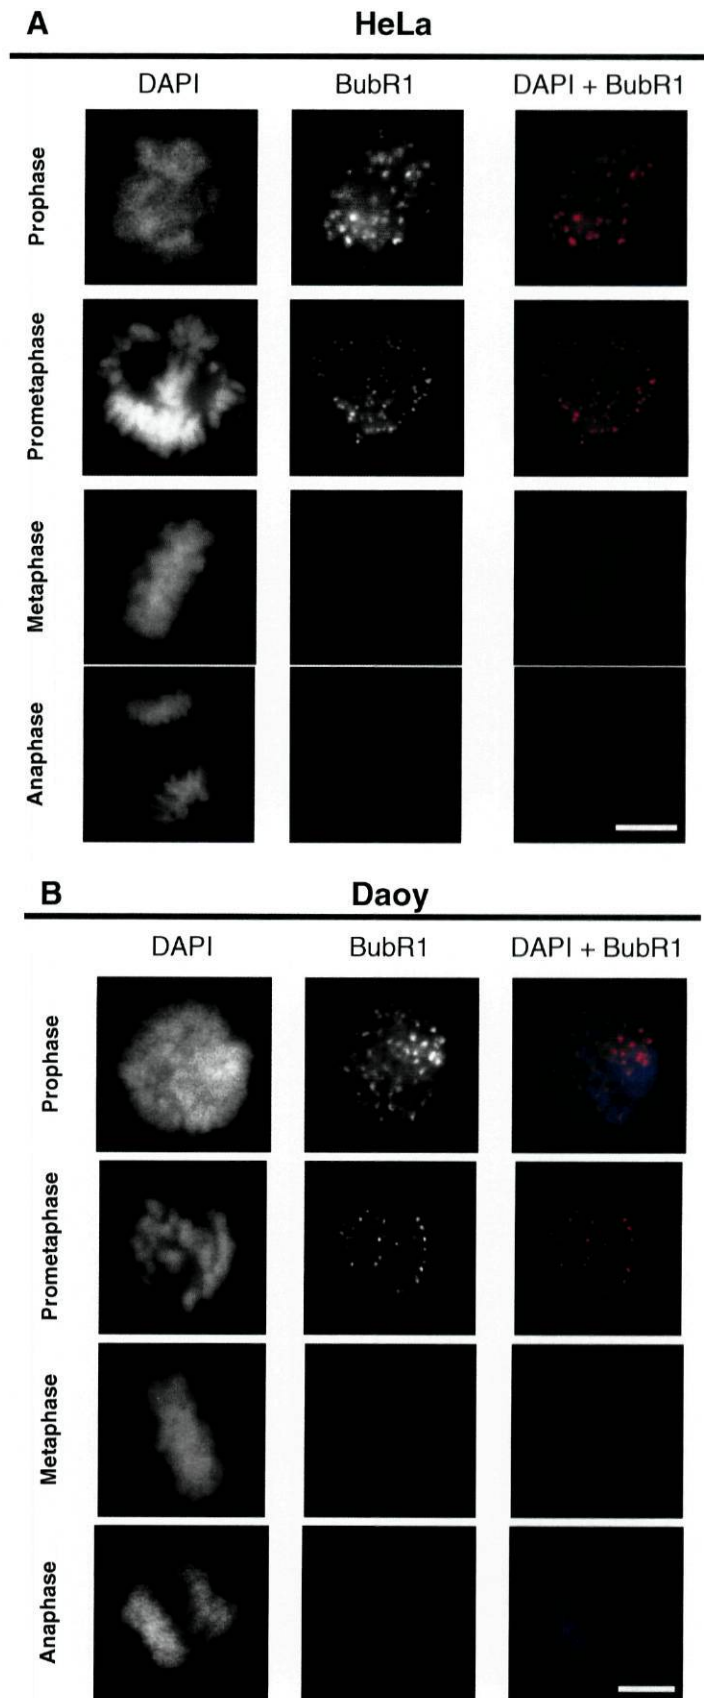 A HeLa
DAPI BubR1 DAPI + BubR1
Prophase
Prometaphase
Metaphase
Anaphase
B Daoy
DAPI BubR1 DAPI + BubR1
Prophase
Prometaphase
Metaphase
Anaphase